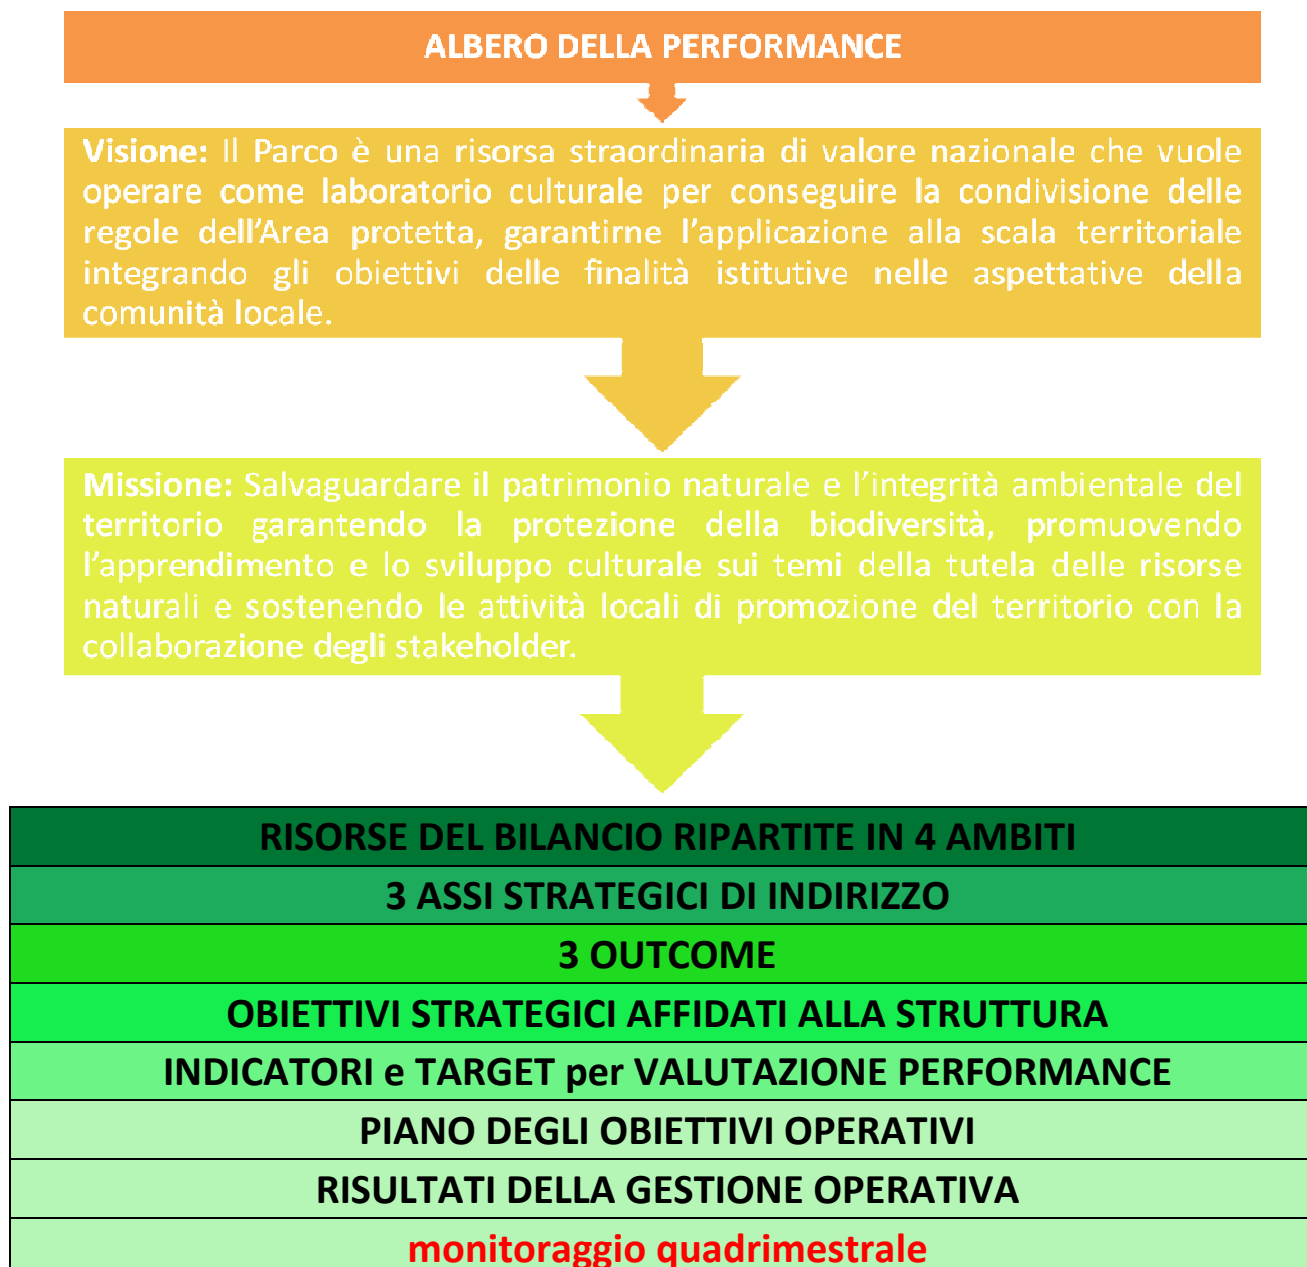 ALBERO DELLA PERFORMANCE
Visione: Il Parco è una risorsa straordinaria di valore nazionale che vuole
operare come laboratorio culturale per conseguire la condivisione delle
regole dell'Area protetta, garantirne l'applicazione alla scala territoriale
integrando gli obiettivi delle finalità istitutive nelle aspettative della
comunità locale.
Missione: Salvaguardare il patrimonio naturale e l'integrità ambientale del
territorio garantendo la protezione della biodiversità, promuovendo
l'apprendimento e lo sviluppo culturale sui temi della tutela delle risorse
naturali e sostenendo le attività locali di promozione del territorio con la
collaborazione degli stakeholder.
RISORSE DEL BILANCIO RIPARTITE IN 4 AMBITI
3 ASSI STRATEGICI DI INDIRIZZO
3 OUTCOME
OBIETTIVI STRATEGICI AFFIDATI ALLA STRUTTURA
INDICATORI e TARGET per VALUTAZIONE PERFORMANCE
PIANO DEGLI OBIETTIVI OPERATIVI
RISULTATI DELLA GESTIONE OPERATIVA
monitoraggio quadrimestrale